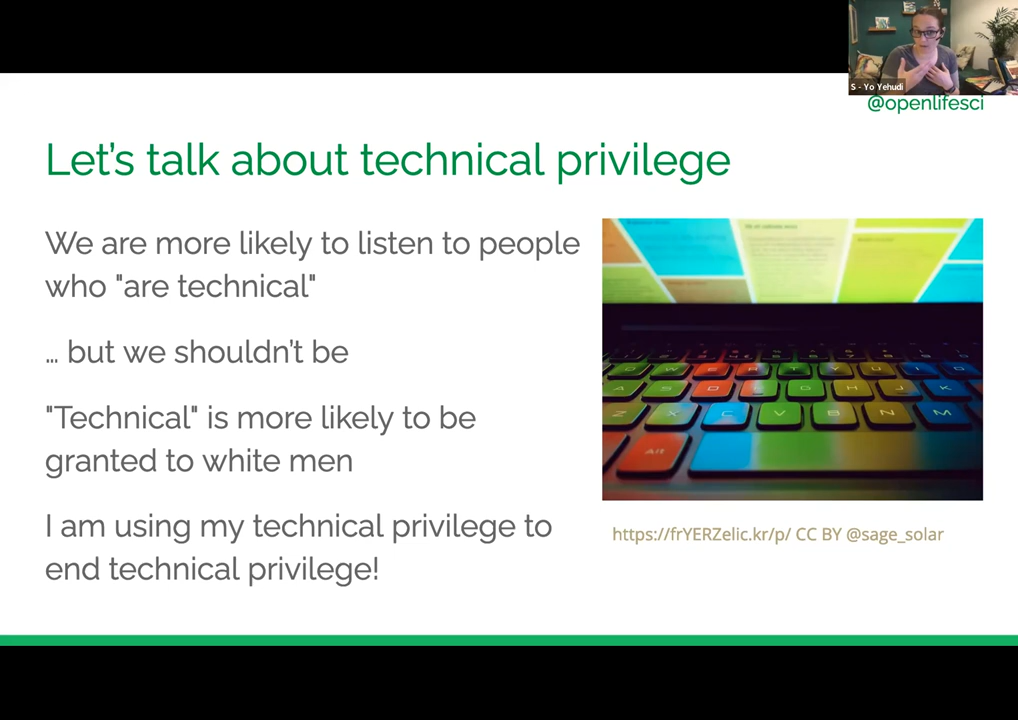 S - Yo Yehudi
@openlifesci
Let's talk about technical privilege
We are more likely to listen to people
who "are technical"
… but we shouldn't be
"Technical" is more likely to be
granted to white men
I am using my technical privilege to
end technical privilege!
W E R T Y U
A S D G H J K
Z X C V B N M
Alt
https://frYERZelic.kr/p/ CC BY @sage_solar